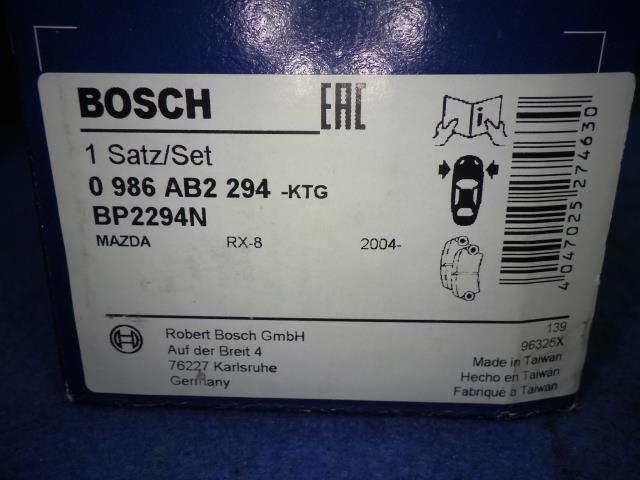 BOSCH EAC
1 Satz/Set
0 986 AB2 294 -KTG
BP2294N
MAZDA RX-8 2004-
4047025274630
Robert Bosch GmbH
Auf der Breit 4
76227 Karlsruhe
Germany
139
96325X
Made in Taiwan
Hecho en Taiwán
Fabriqué à Taiwan